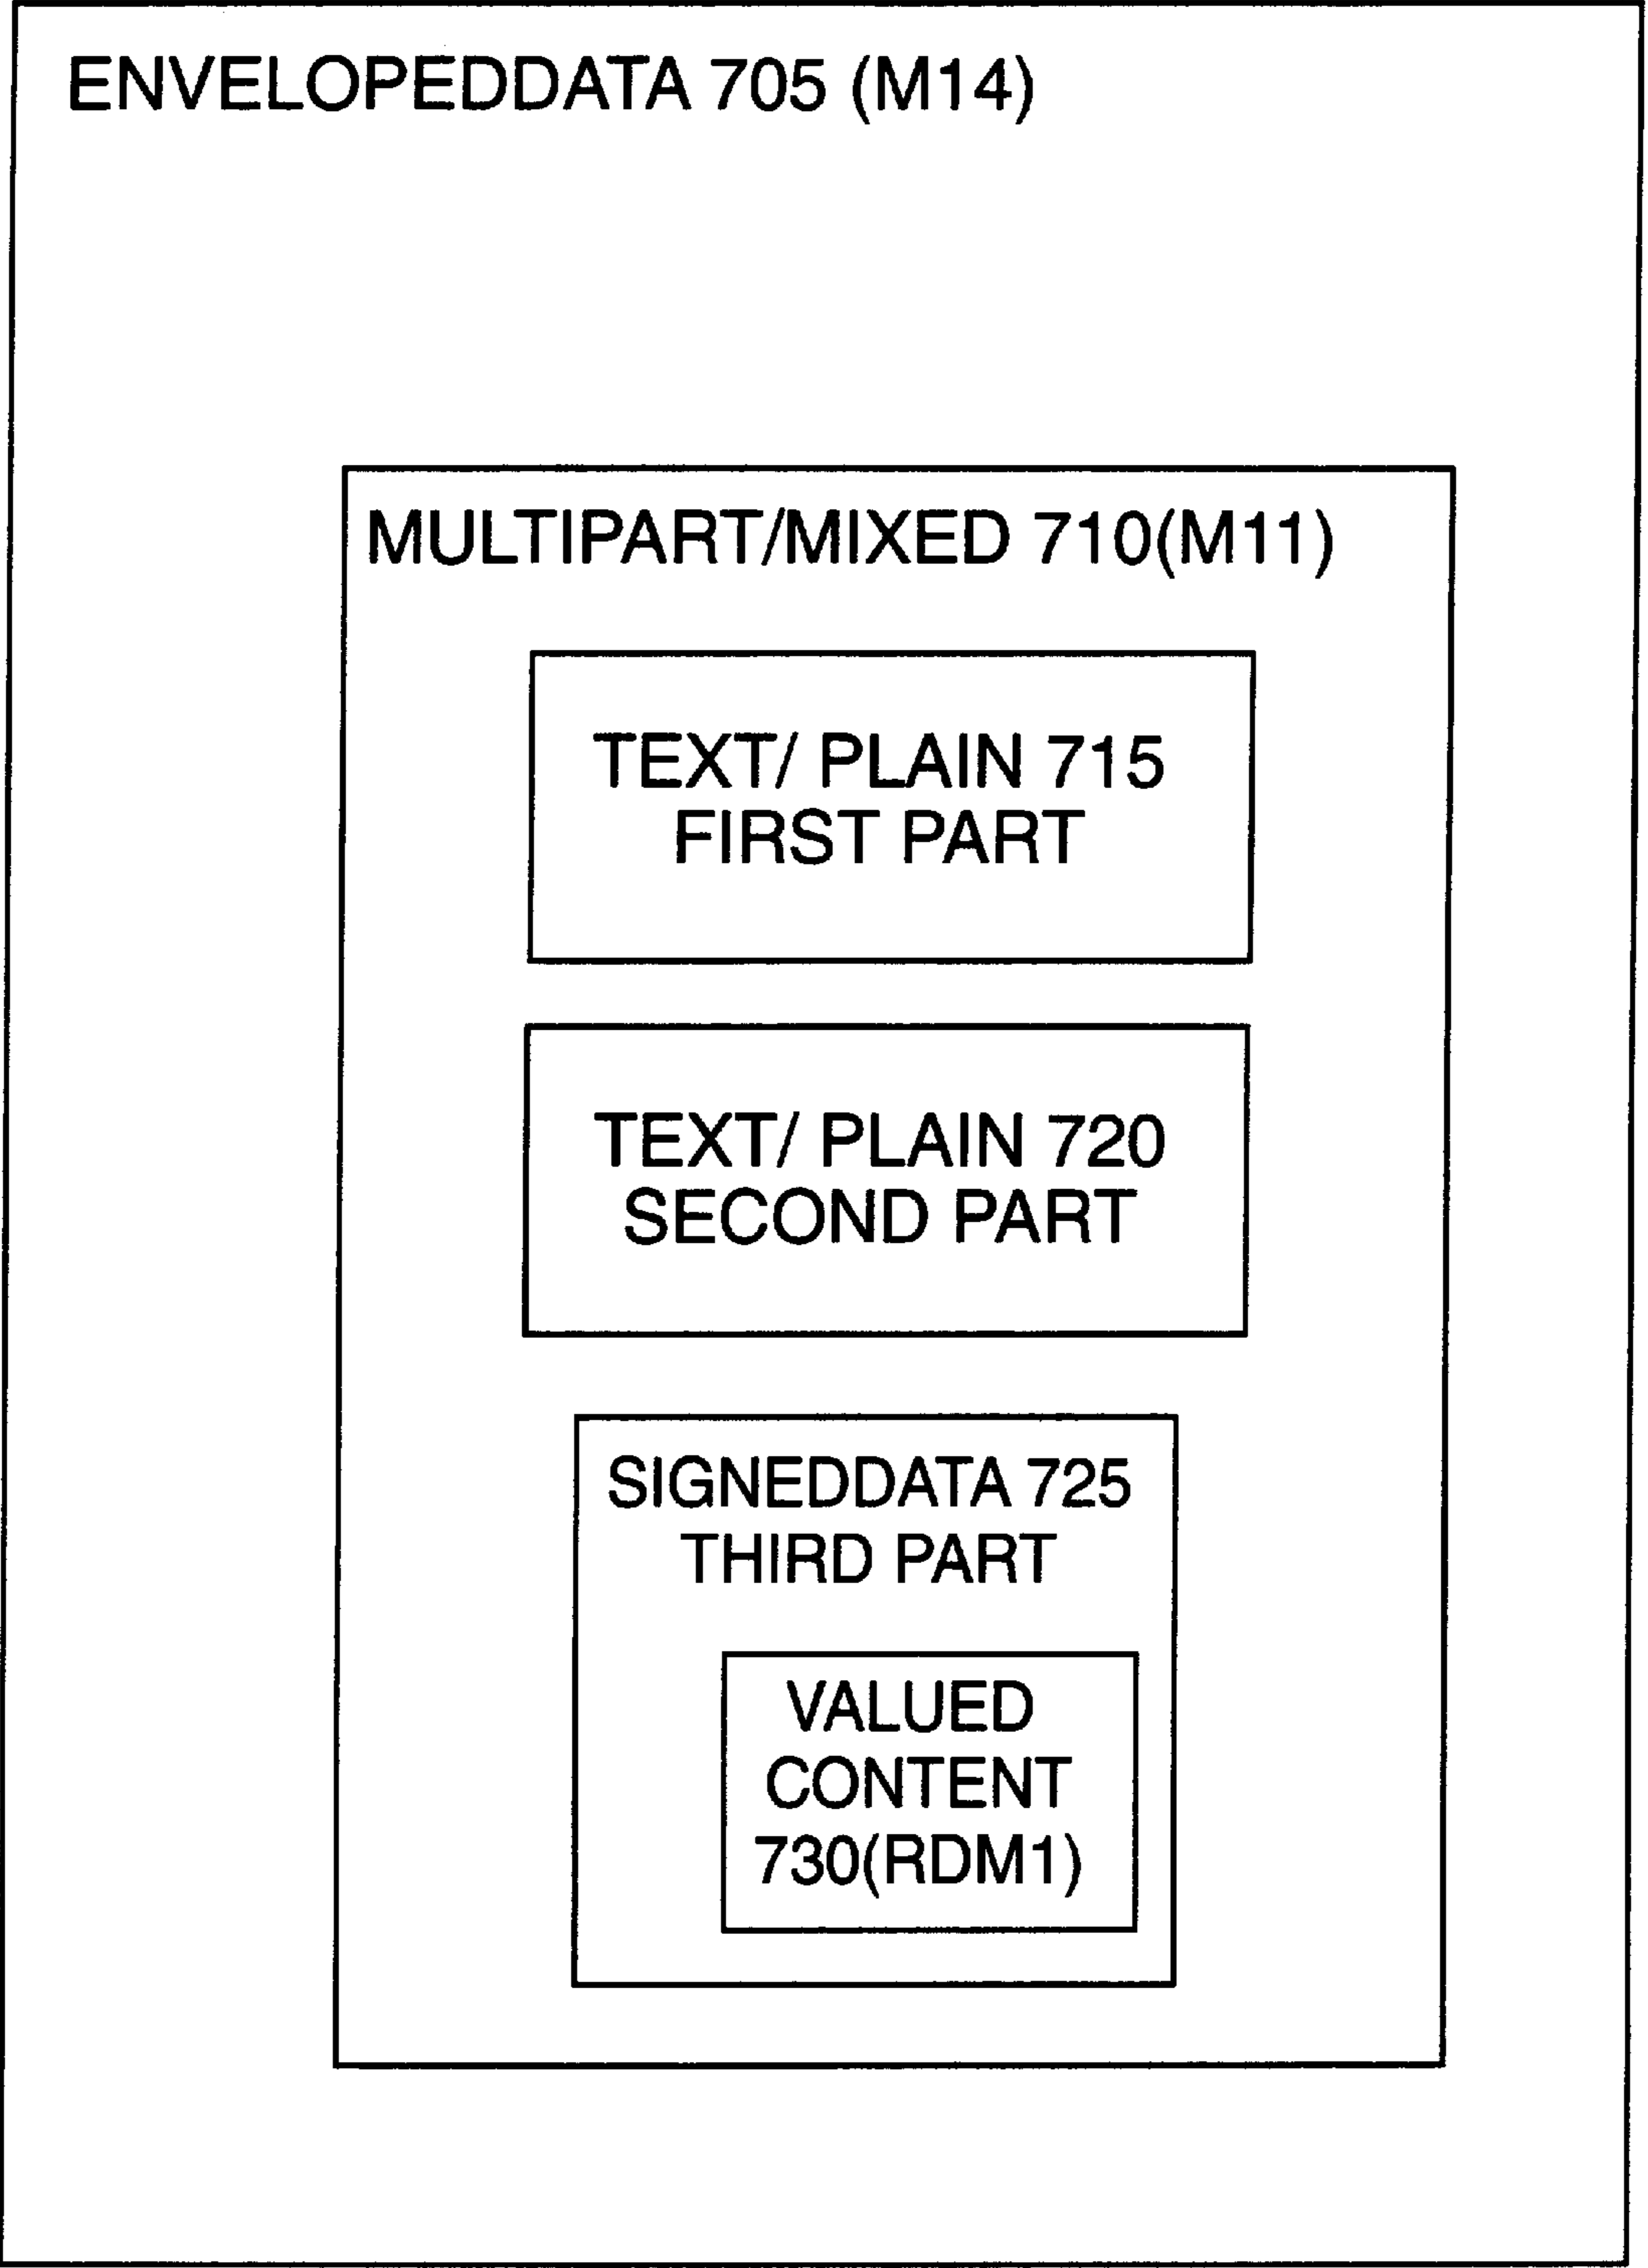 ENVELOPEDDATA 705 (M14)
MULTIPART/MIXED 710(M11)
TEXT/ PLAIN 715
FIRST PART
TEXT/ PLAIN 720
SECOND PART
SIGNEDDATA 725
THIRD PART
VALUED
CONTENT
730(RDM1)